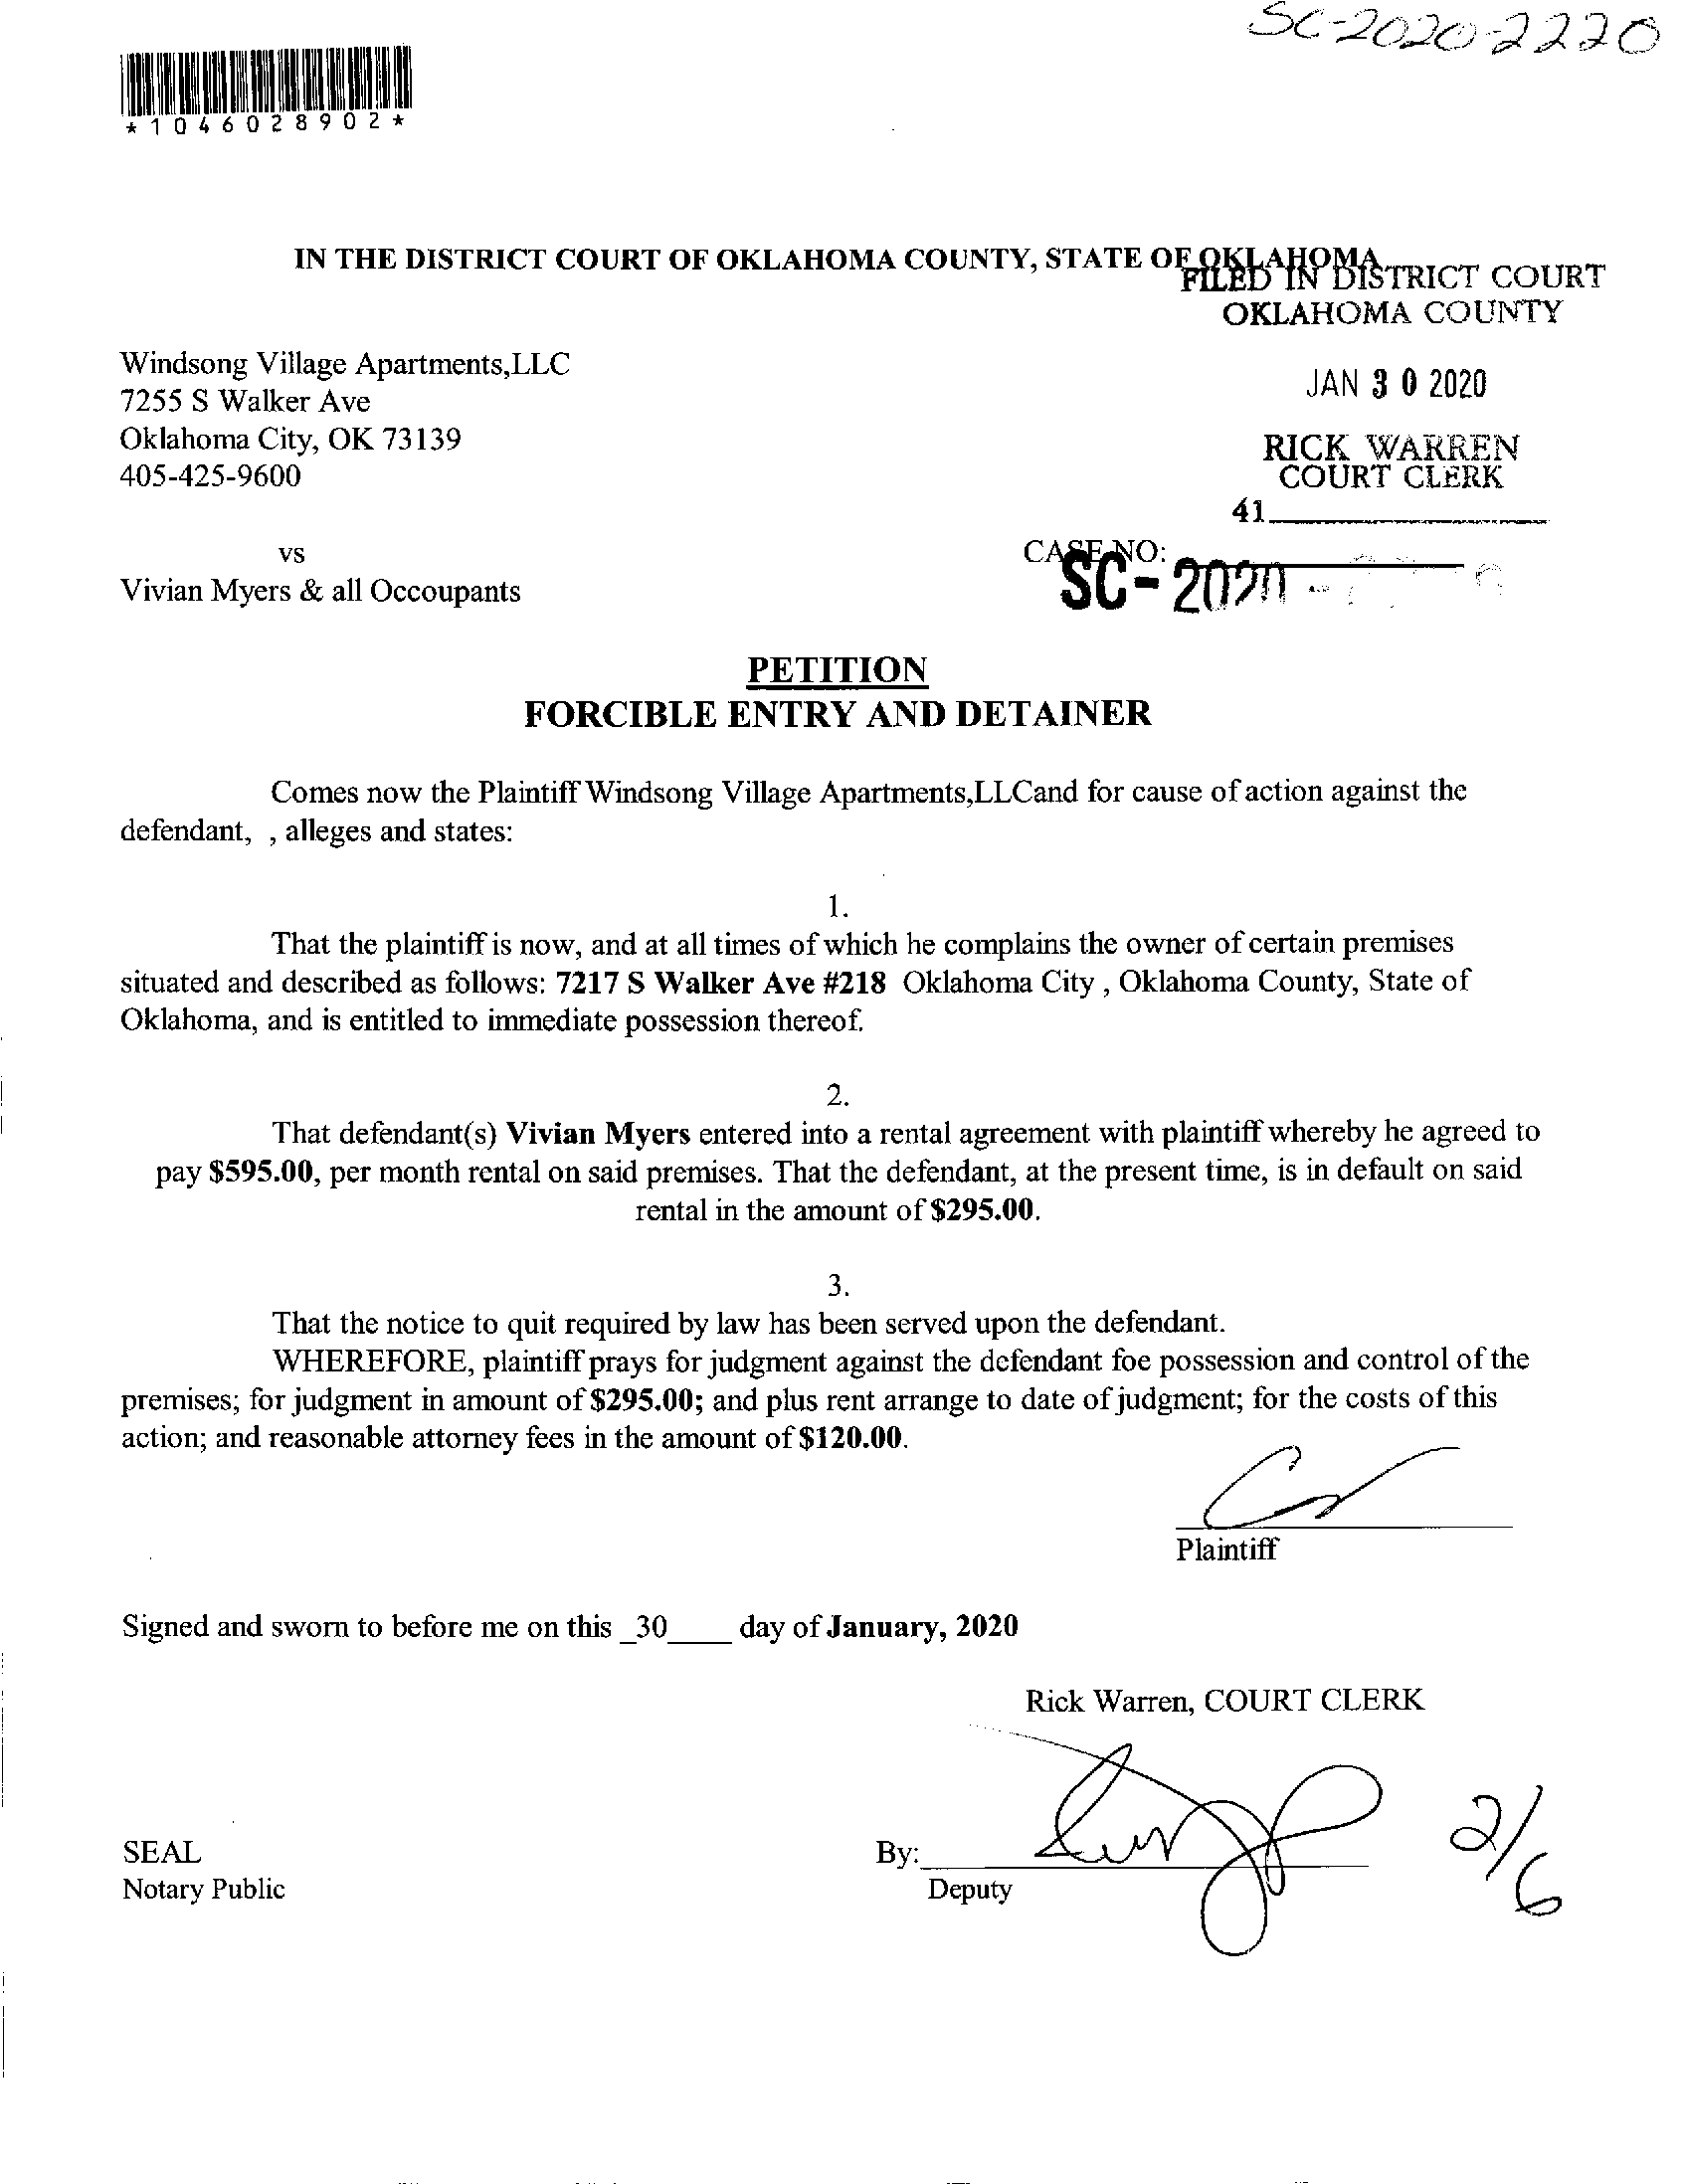 SC-2020-2220
*1046028902*
IN THE DISTRICT COURT OF OKLAHOMA COUNTY, STATE OF OKLAHOMA
FILED IN DISTRICT COURT
OKLAHOMA COUNTY
Windsong Village Apartments,LLC
7255 S Walker Ave
Oklahoma City, OK 73139
405-425-9600
JAN 30 2020
RICK WARREN
COURT CLERK
41
vs
CASE NO:
SC-2020 -
Vivian Myers & all Occoupants
PETITION
FORCIBLE ENTRY AND DETAINER
Comes now the Plaintiff Windsong Village Apartments,LLCand for cause of action against the
defendant, , alleges and states:
1.
That the plaintiff is now, and at all times of which he complains the owner of certain premises
situated and described as follows: 7217 S Walker Ave #218 Oklahoma City , Oklahoma County, State of
Oklahoma, and is entitled to immediate possession thereof.
2.
That defendant(s) Vivian Myers entered into a rental agreement with plaintiff whereby he agreed to
pay $595.00, per month rental on said premises. That the defendant, at the present time, is in default on said
rental in the amount of $295.00.
3.
That the notice to quit required by law has been served upon the defendant.
WHEREFORE, plaintiff prays for judgment against the defendant foe possession and control of the
premises; for judgment in amount of $295.00; and plus rent arrange to date of judgment; for the costs of this
action; and reasonable attorney fees in the amount of $120.00.
Plaintiff
Signed and sworn to before me on this _30____ day of January, 2020
Rick Warren, COURT CLERK
2/6
SEAL
By:
Notary Public
Deputy